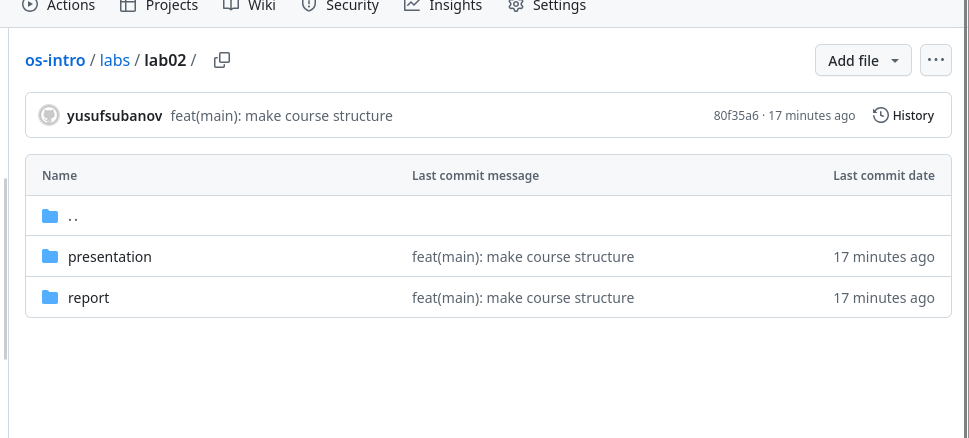 Actions Projects Wiki Security Insights Settings
os-intro / labs / lab02 / Add file ...
yusufsubanov feat(main): make course structure 80f35a6 · 17 minutes ago History
Name Last commit message Last commit date
..
presentation feat(main): make course structure 17 minutes ago
report feat(main): make course structure 17 minutes ago